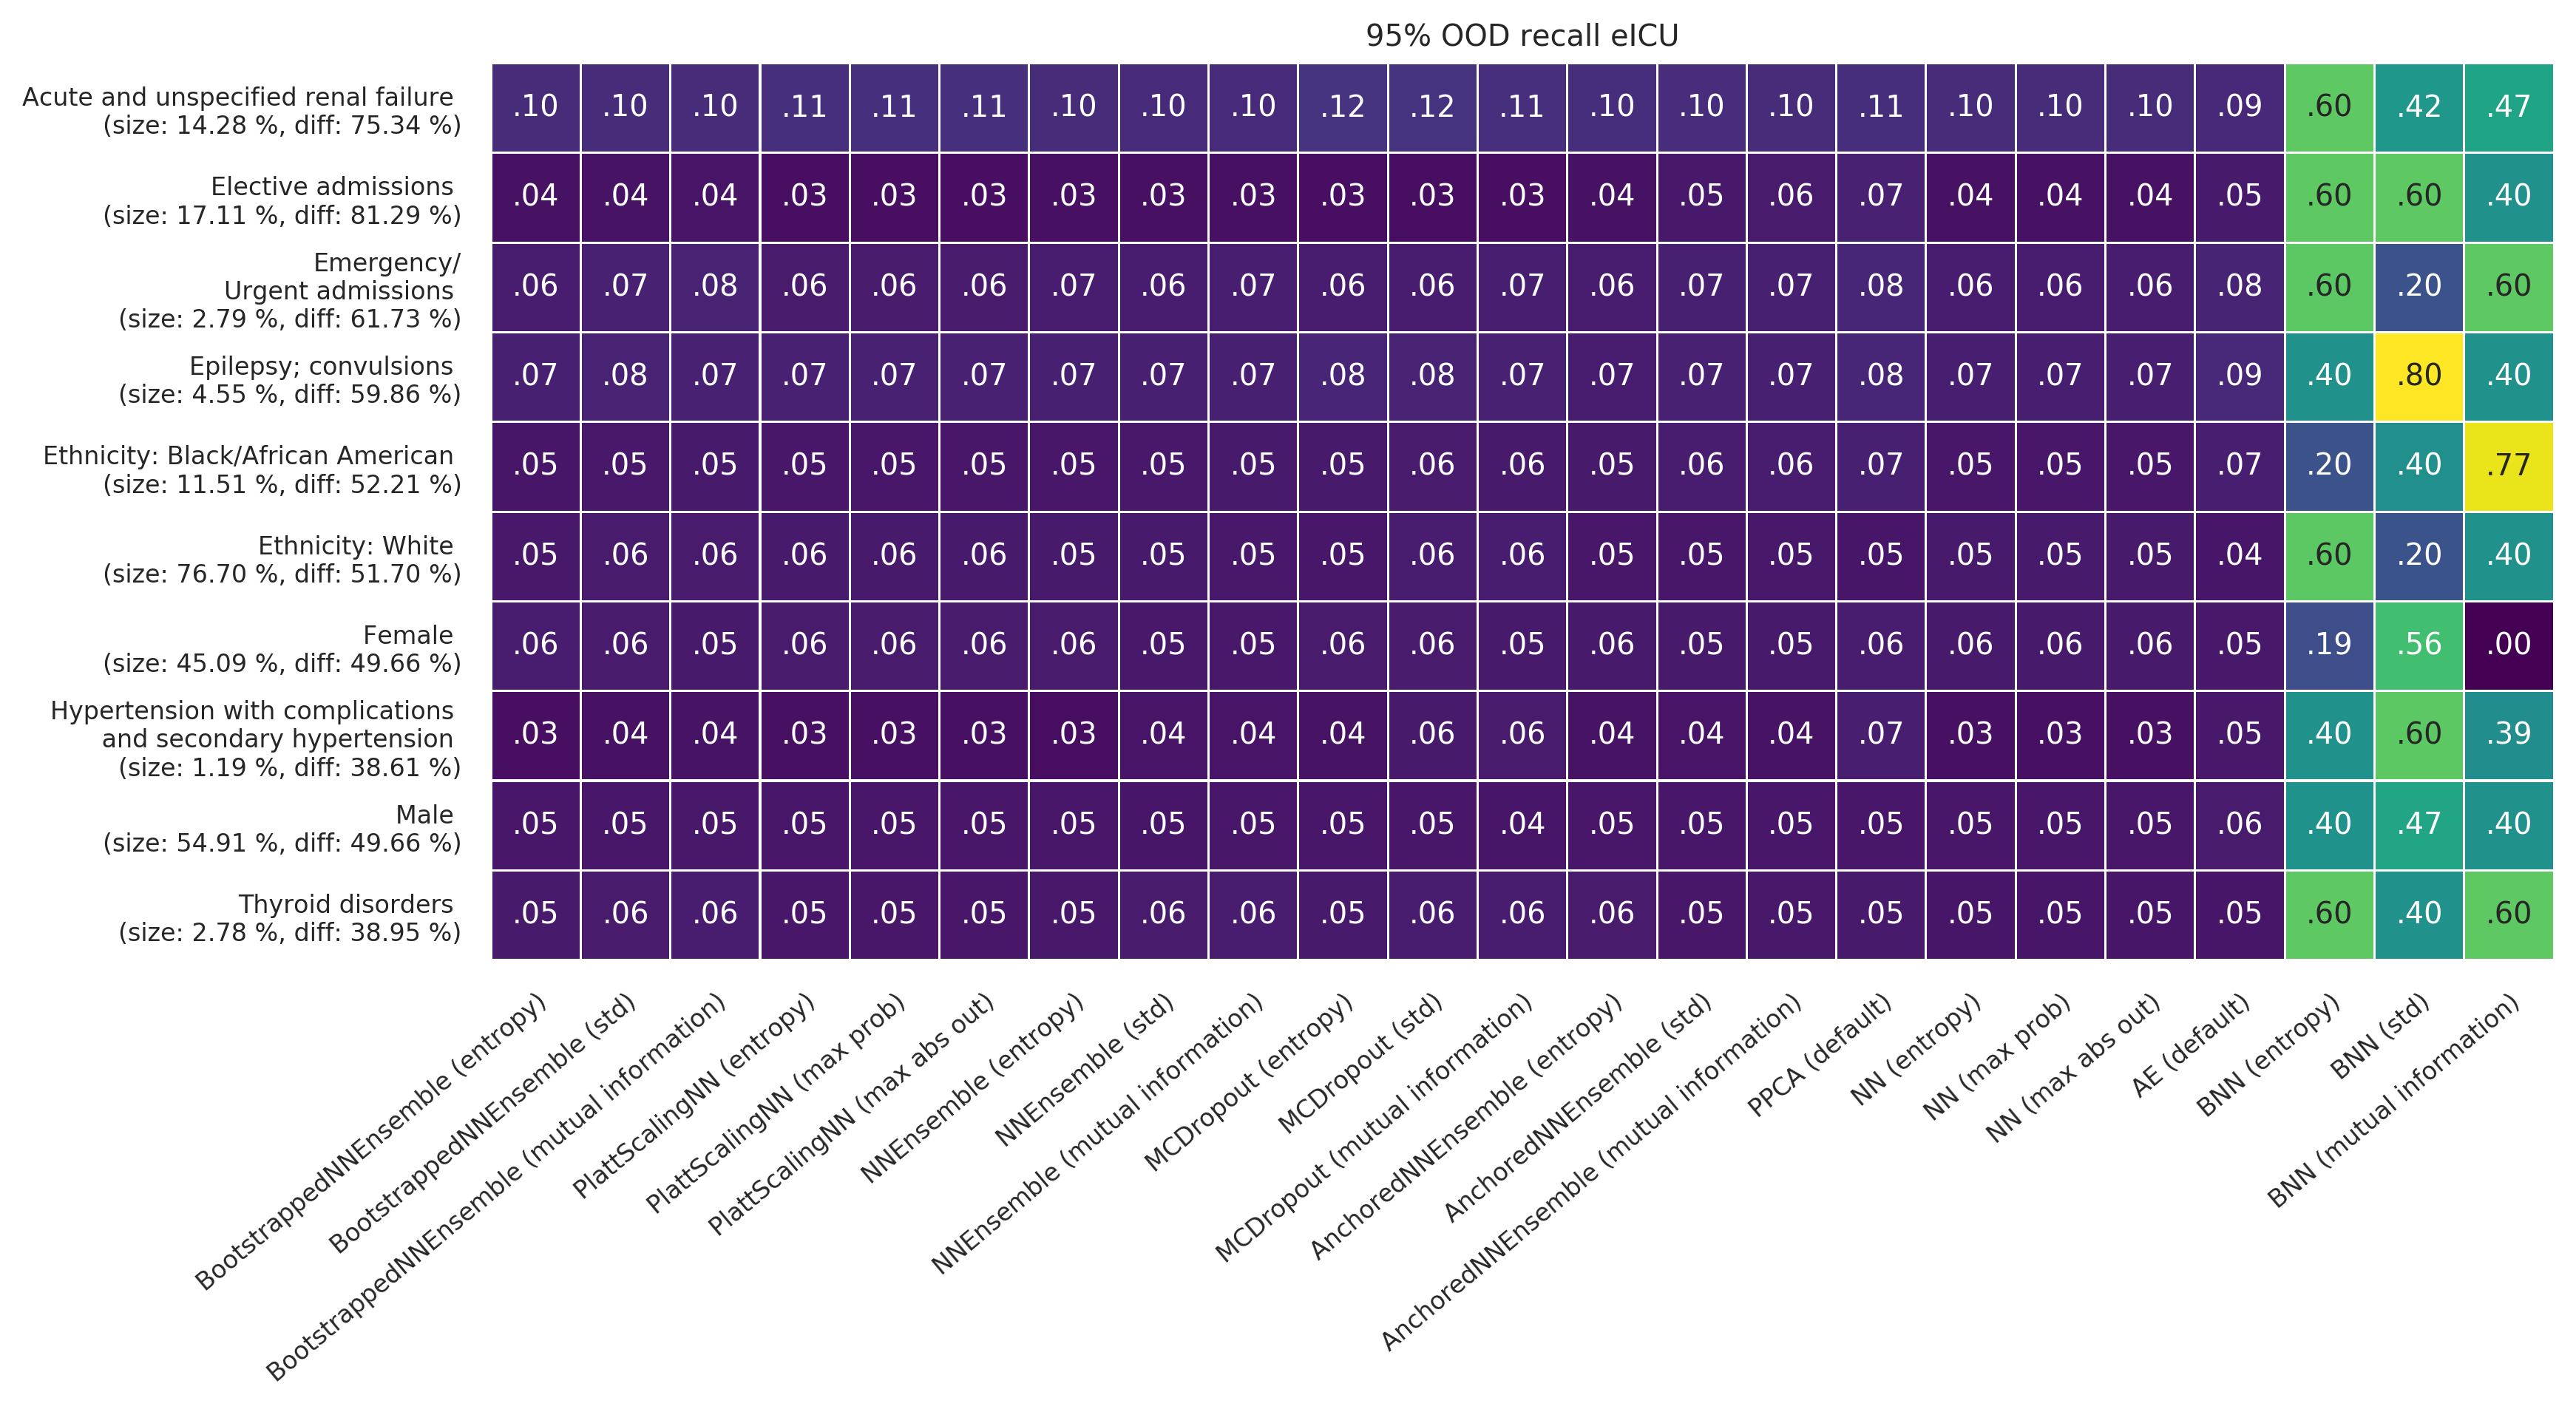 95% OOD recall eICU
Acute and unspecified renal failure
(size: 14.28 %, diff: 75.34 %)
.10 .10 .10 .11 .11 .11 .10 .10 .10 .12 .12 .11 .10 .10 .10 .11 .10 .10 .10 .09 .60 .42 .47
Elective admissions
(size: 17.11 %, diff: 81.29 %)
.04 .04 .04 .03 .03 .03 .03 .03 .03 .03 .03 .03 .04 .05 .06 .07 .04 .04 .04 .05 .60 .60 .40
Emergency/
Urgent admissions
(size: 2.79 %, diff: 61.73 %)
.06 .07 .08 .06 .06 .06 .07 .06 .07 .06 .06 .07 .06 .07 .07 .08 .06 .06 .06 .08 .60 .20 .60
Epilepsy; convulsions
(size: 4.55 %, diff: 59.86 %)
.07 .08 .07 .07 .07 .07 .07 .07 .07 .08 .08 .07 .07 .07 .07 .08 .07 .07 .07 .09 .40 .80 .40
Ethnicity: Black/African American
(size: 11.51 %, diff: 52.21 %)
.05 .05 .05 .05 .05 .05 .05 .05 .05 .05 .06 .06 .05 .06 .06 .07 .05 .05 .05 .07 .20 .40 .77
Ethnicity: White
(size: 76.70 %, diff: 51.70 %)
.05 .06 .06 .06 .06 .06 .05 .05 .05 .05 .06 .06 .05 .05 .05 .05 .05 .05 .05 .04 .60 .20 .40
Female
(size: 45.09 %, diff: 49.66 %)
.06 .06 .05 .06 .06 .06 .06 .05 .05 .06 .06 .05 .06 .05 .05 .06 .06 .06 .06 .05 .19 .56 .00
Hypertension with complications
and secondary hypertension
(size: 1.19 %, diff: 38.61 %)
.03 .04 .04 .03 .03 .03 .03 .04 .04 .04 .06 .06 .04 .04 .04 .07 .03 .03 .03 .05 .40 .60 .39
Male
(size: 54.91 %, diff: 49.66 %)
.05 .05 .05 .05 .05 .05 .05 .05 .05 .05 .05 .04 .05 .05 .05 .05 .05 .05 .05 .06 .40 .47 .40
Thyroid disorders
(size: 2.78 %, diff: 38.95 %)
.05 .06 .06 .05 .05 .05 .05 .06 .06 .05 .06 .06 .06 .05 .05 .05 .05 .05 .05 .05 .60 .40 .60
BootstrappedNNEnsemble (entropy)
BootstrappedNNEnsemble (std)
BootstrappedNNEnsemble (mutual information)
PlattScalingNN (entropy)
PlattScalingNN (max prob)
PlattScalingNN (max abs out)
NNEnsemble (entropy)
NNEnsemble (std)
NNEnsemble (mutual information)
MCDropout (entropy)
MCDropout (std)
MCDropout (mutual information)
AnchoredNNEnsemble (entropy)
AnchoredNNEnsemble (std)
AnchoredNNEnsemble (mutual information)
PPCA (default)
NN (entropy)
NN (max prob)
NN (max abs out)
AE (default)
BNN (entropy)
BNN (std)
BNN (mutual information)